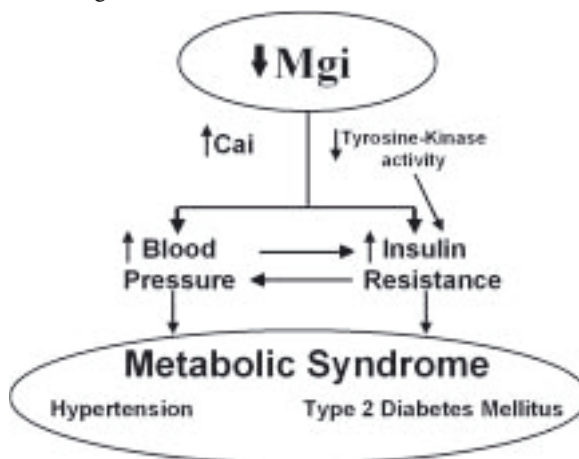 ↓Mgi
↑Cai
↓Tyrosine-Kinase
activity
↑Blood
Pressure
↑Insulin
Resistance
Metabolic Syndrome
Hypertension
Type 2 Diabetes Mellitus